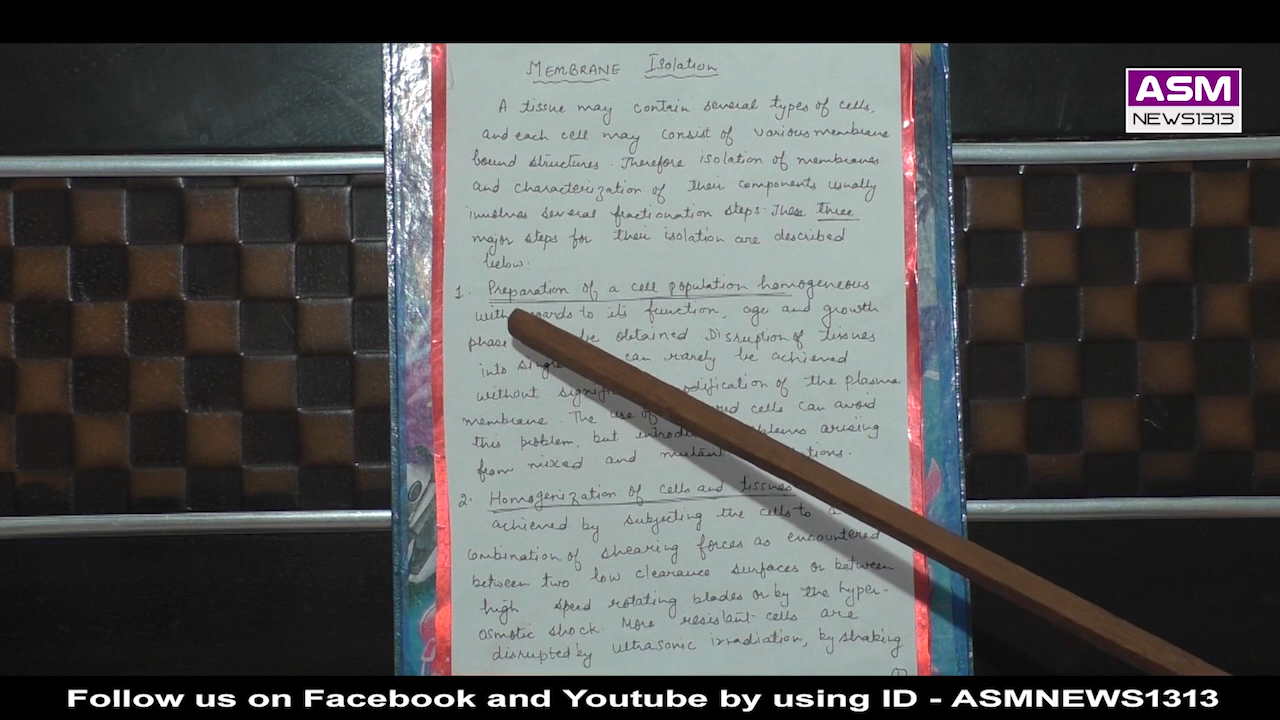 MEMBRANE Isolation
ASM
NEWS1313
A tissue may contain several types of cells,
and each cell may consist of various membrane
bound structures. Therefore isolation of membranes
and characterization of their components usually
involves several fractionation steps. These three
major steps for their isolation are described
below.
1. Preparation of a cell population homogeneous
with gards to its function, age and growth
phase be obtained. Disruption of tissues
into can rarely be achieved
without odification of the plasma
membrane. The use of red cells can avoid
this problem, but blems arising
from mixed and tions.
2. Homogenization of cells and tissues
achieved by subjecting the cells to a
Combination of shearing forces as encountered
between two low clearance surfaces or between
high speed rotating blades or by the hyper-
osmotic shock. More resistant cells are
disrupted by ultrasonic irradiation, by shaking
Follow us on Facebook and Youtube by using ID - ASMNEWS1313